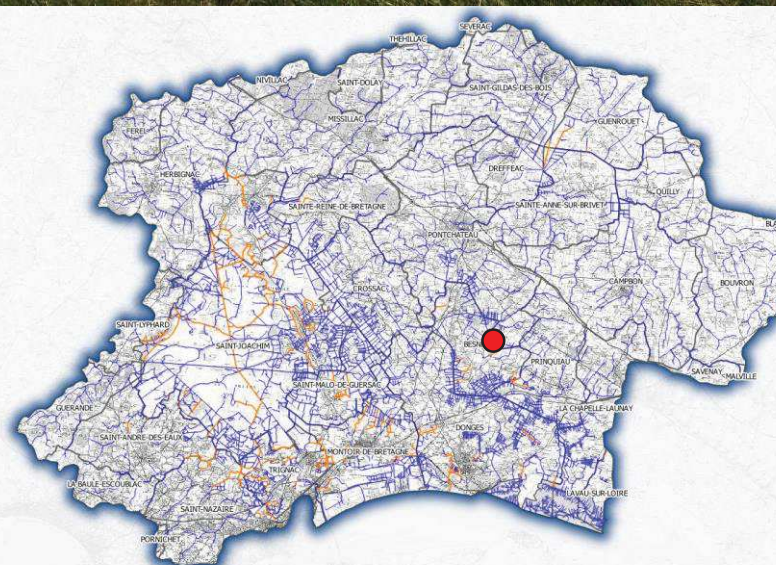 SEVERAC
THEHILLAC
NIVILLAC
SAINT-DOLAY
SAINT-GILDAS-DES-BOIS
MISSILLAC
GUENROUET
FEREL
DREFFEAC
HERBIGNAC
QUILLY
SAINTE-REINE-DE-BRETAGNE
SAINTE-ANNE-SUR-BRIVET
PONTCHATEAU
CROSSAC
CAMPBON
BOUVRON
SAINT-LYPHARD
SAINT-JOACHIM
PRINQUIAU
SAINT-MALO-DE-GUERSAC
SAVENAY
MALVILLE
GUERANDE
LA CHAPELLE-LAUNAY
SAINT-ANDRE-DES-EAUX
DONGES
MONTOIR-DE-BRETAGNE
TRIGNAC
LA BAULE-ESCOUBLAC
LAVAU-SUR-LOIRE
SAINT-NAZAIRE
PORNICHET